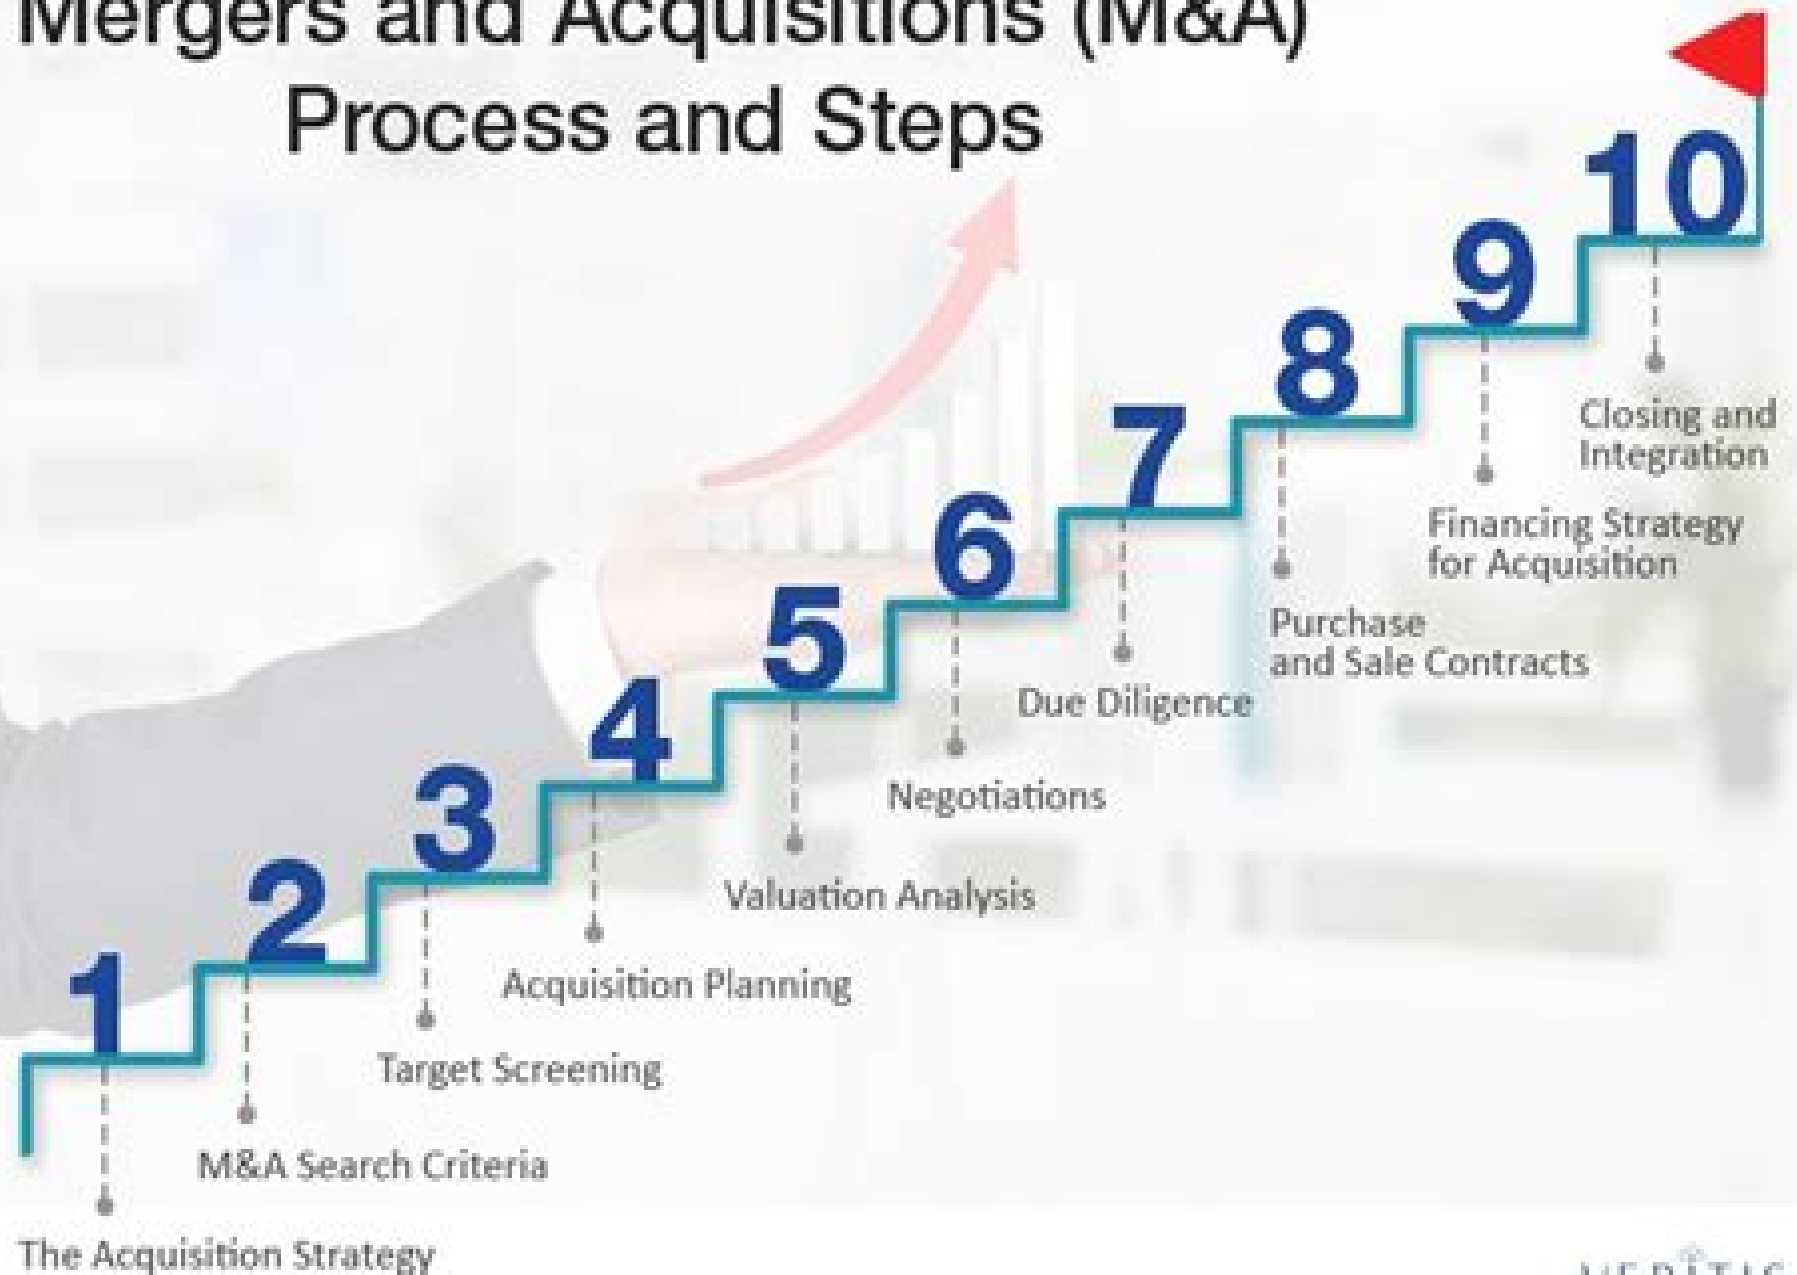 Mergers and Acquisitions (M&A)
Process and Steps
1
The Acquisition Strategy
2
M&A Search Criteria
3
Target Screening
4
Acquisition Planning
5
Valuation Analysis
6
Negotiations
7
Due Diligence
8
Purchase
and Sale Contracts
9
Financing Strategy
for Acquisition
10
Closing and
Integration